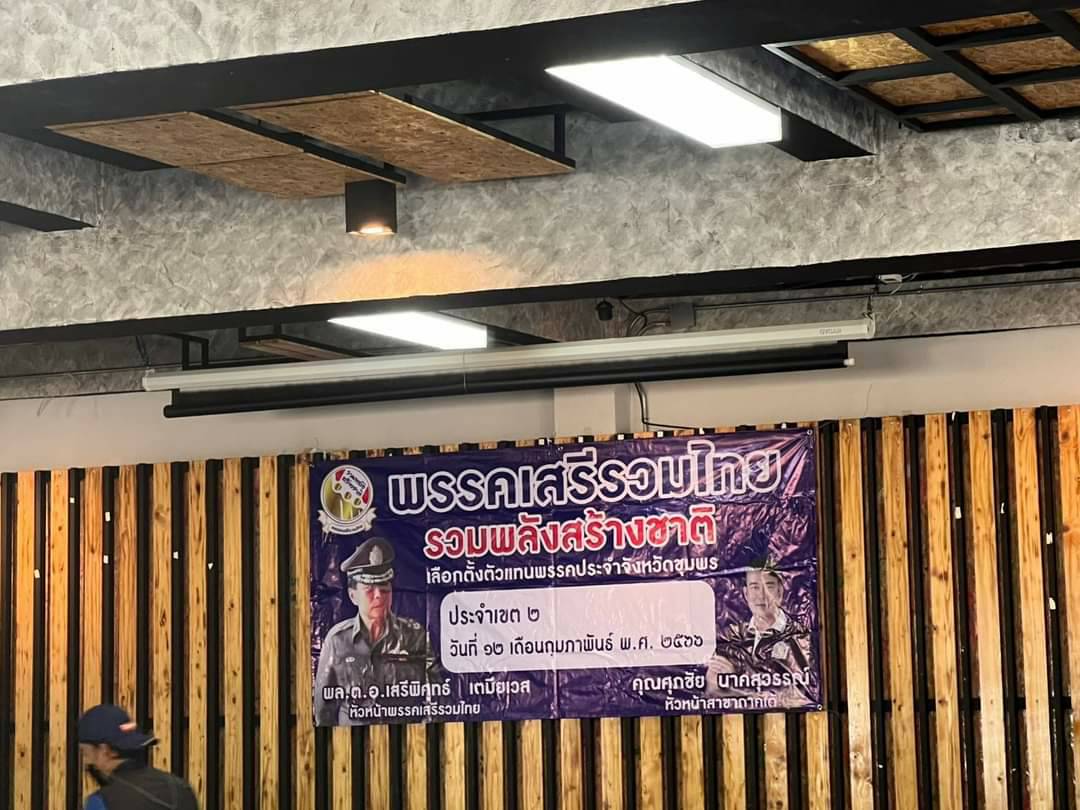 พรรคเสรีรวมไทย
รวมพลังสร้างชาติ
เลือกตั้งตัวแทนพรรคประจำจังหวัดชุมพร
ประจำเขต ๒
วันที่ ๑๒ เดือนกุมภาพันธ์ พ.ศ. ๒๕๖๖
พล.ต.อ.เสรีพิศุทธ์ เตมียเวส
หัวหน้าพรรคเสรีรวมไทย
คุณศุภชัย นาคสุวรรณ์
หัวหน้าสาขาภาคใต้